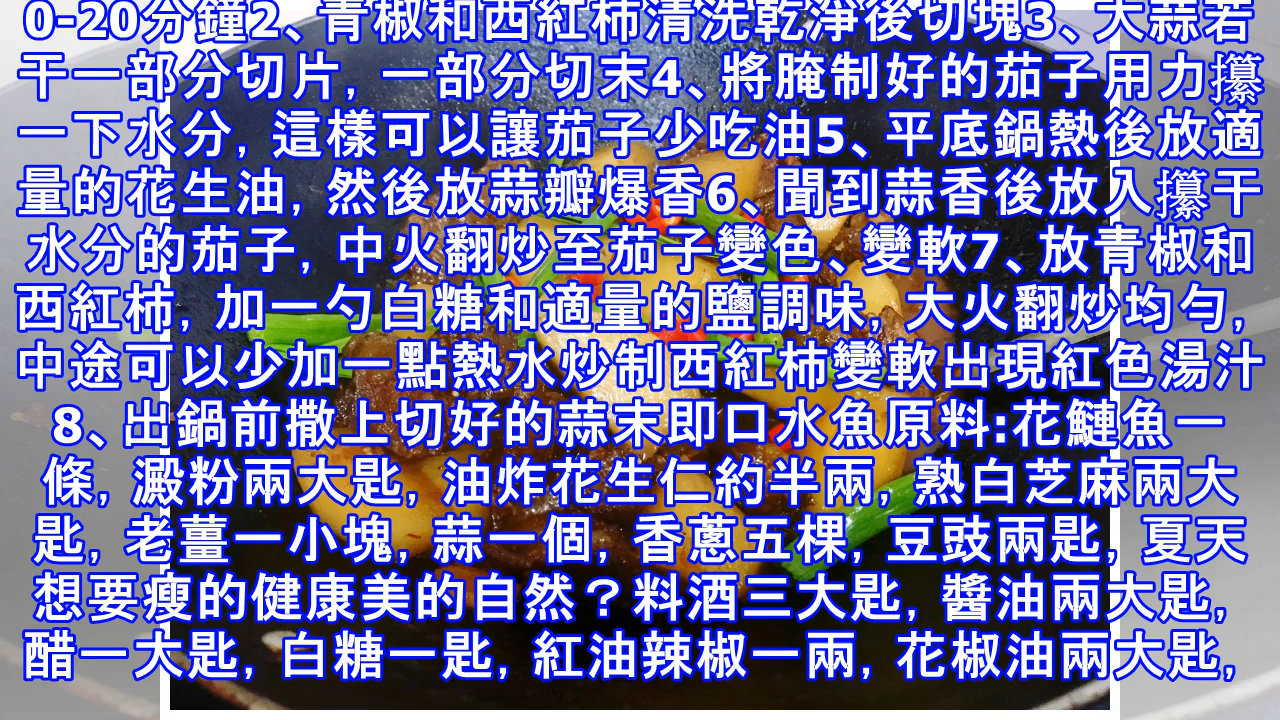 0-20分鐘2、青椒和西紅柿清洗乾淨後切塊3、大蒜若
干一部分切片, 一部分切末4、將腌制好的茄子用力攥
一下水分, 這樣可以讓茄子少吃油5、平底鍋熱後放適
量的花生油, 然後放蒜瓣爆香6、聞到蒜香後放入攥干
水分的茄子, 中火翻炒至茄子變色、變軟7、放青椒和
西紅柿, 加一勺白糖和適量的鹽調味, 大火翻炒均勻,
中途可以少加一點熱水炒制西紅柿變軟出現紅色湯汁
8、出鍋前撒上切好的蒜末即口水魚原料:花鰱魚一
條, 澱粉兩大匙, 油炸花生仁約半兩, 熟白芝麻兩大
匙, 老薑一小塊, 蒜一個, 香蔥五棵, 豆豉兩匙, 夏天
想要瘦的健康美的自然？料酒三大匙, 醬油兩大匙,
醋一大匙, 白糖一匙, 紅油辣椒一兩, 花椒油兩大匙,